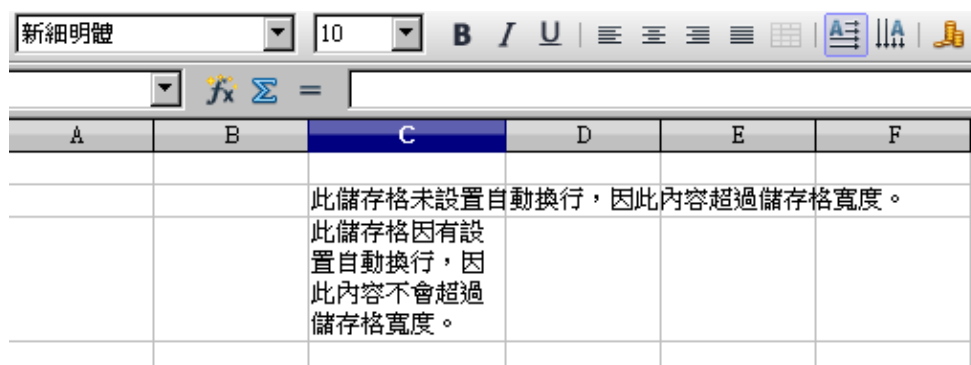 新細明體 10 B I U
A B C D E F
此儲存格未設置自動換行，因此內容超過儲存格寬度。
此儲存格因有設
置自動換行，因
此內容不會超過
儲存格寬度。